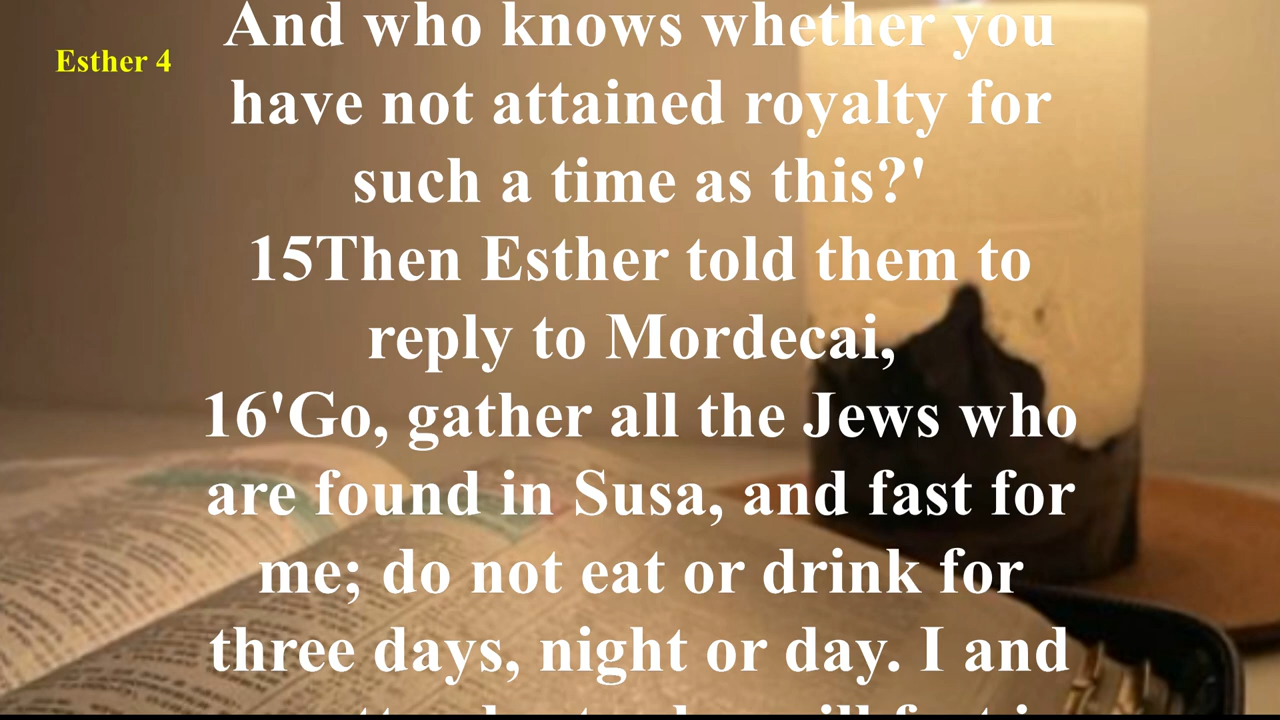 Esther 4
And who knows whether you
have not attained royalty for
such a time as this?'
15Then Esther told them to
reply to Mordecai,
16'Go, gather all the Jews who
are found in Susa, and fast for
me; do not eat or drink for
three days, night or day. I and